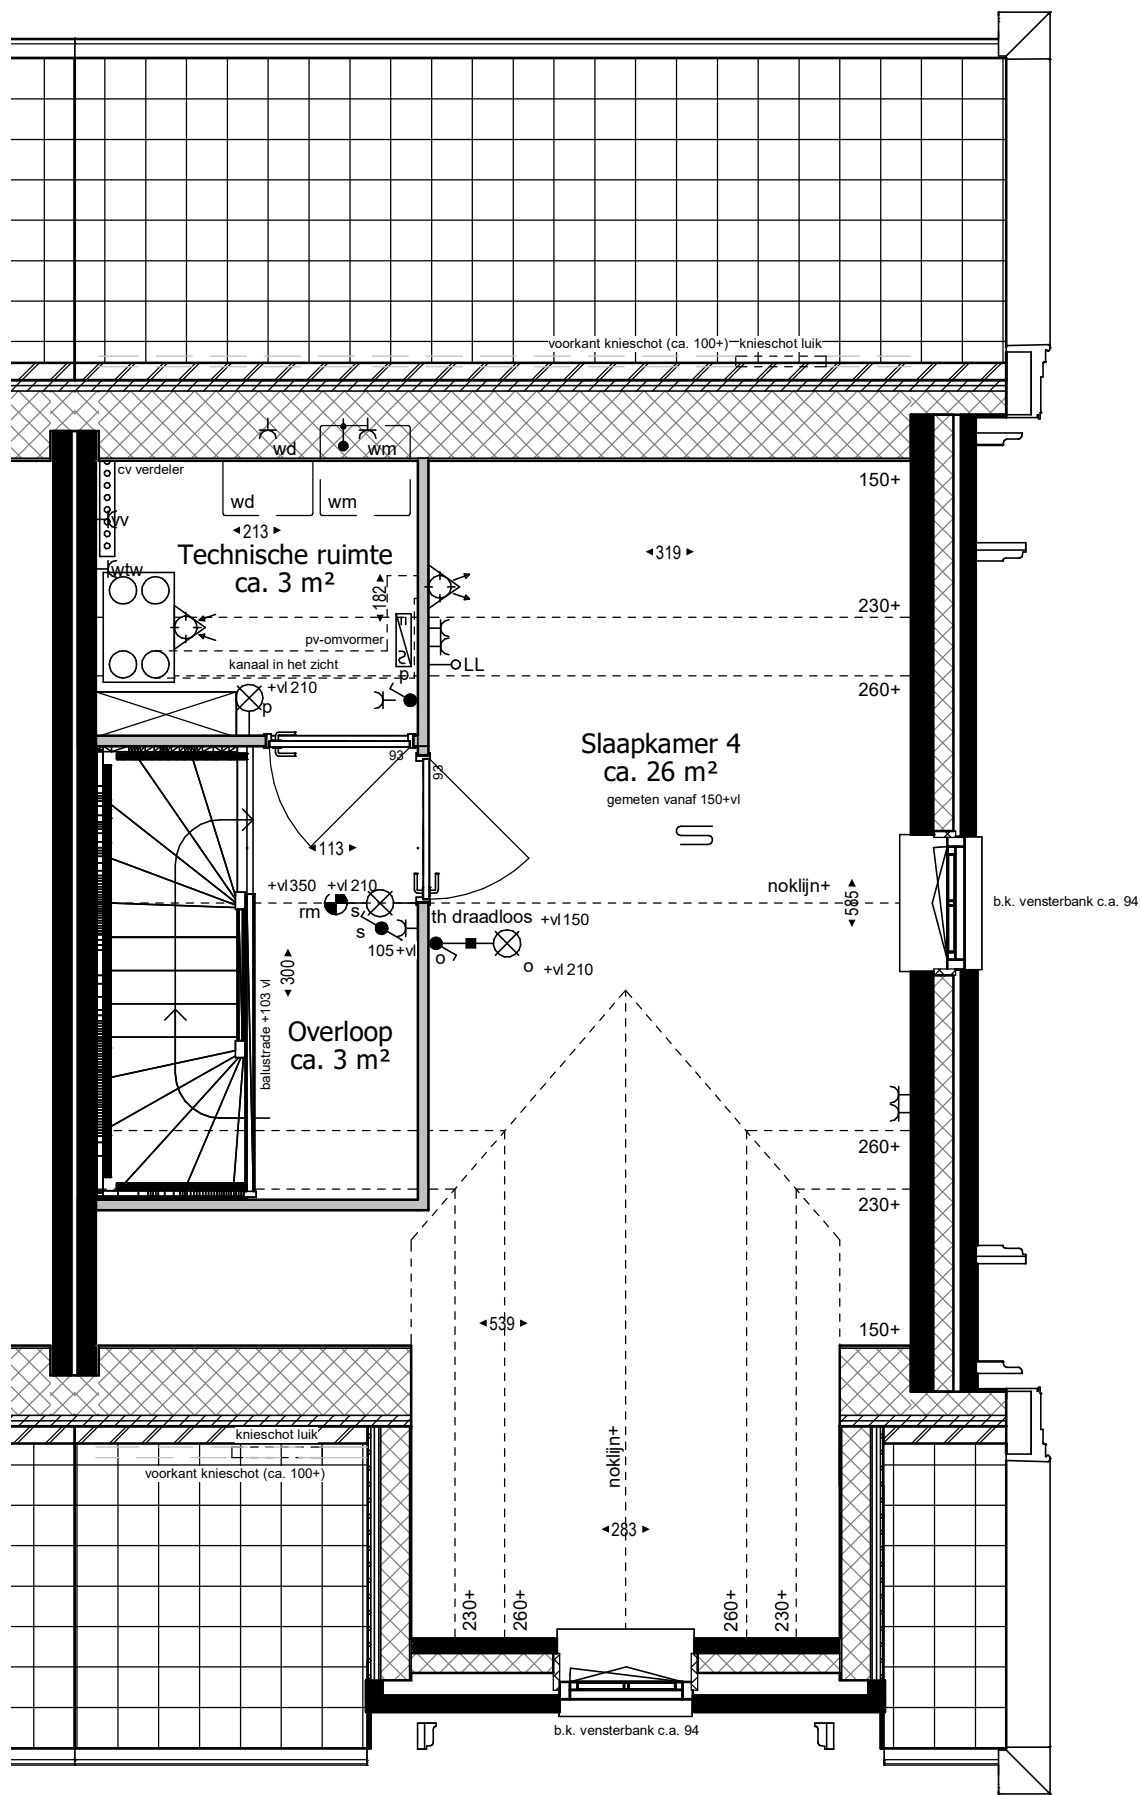 voorkant knieschot (ca. 100+)
knieschot luik
wd
wm
cv verdeler
wd
wm
150+
vv
213
319
Technische ruimte
ca. 3 m²
wtw
182
230+
pv-omvormer
kanaal in het zicht
LL
p
+vl 210
p
260+
Slaapkamer 4
ca. 26 m²
gemeten vanaf 150+vl
93
93
113
+vl 350
+vl 210
noklijn+
585
b.k. vensterbank c.a. 94
rm
s
s
th draadloos
+vl 150
105+vl
o
o
+vl 210
300
balustrade +103 vl
Overloop
ca. 3 m²
260+
230+
539
150+
knieschot luik
voorkant knieschot (ca. 100+)
noklijn+
283
230+
260+
260+
230+
b.k. vensterbank c.a. 94